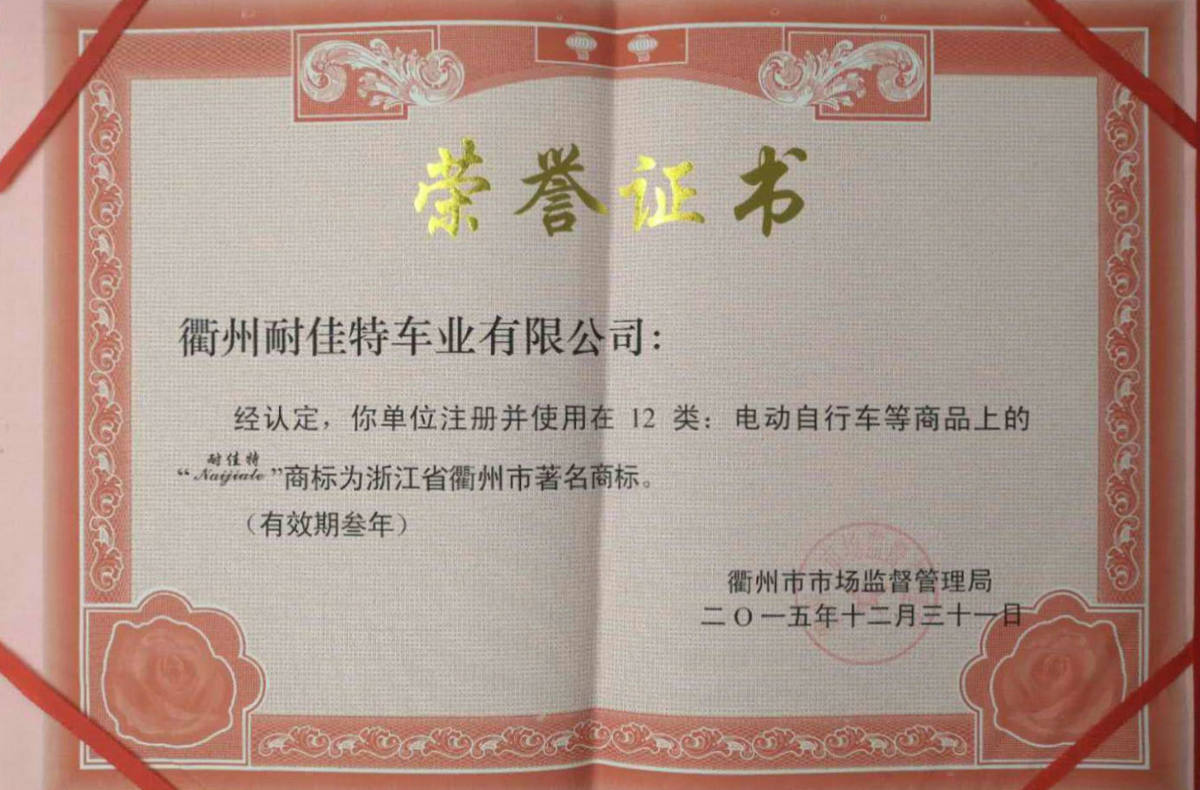 荣誉证书
衢州耐佳特车业有限公司：
经认定，你单位注册并使用在 12 类：电动自行车等商品上的
“耐佳特 Naijiate”商标为浙江省衢州市著名商标。
（有效期叁年）
衢州市市场监督管理局
二O一五年十二月三十一日